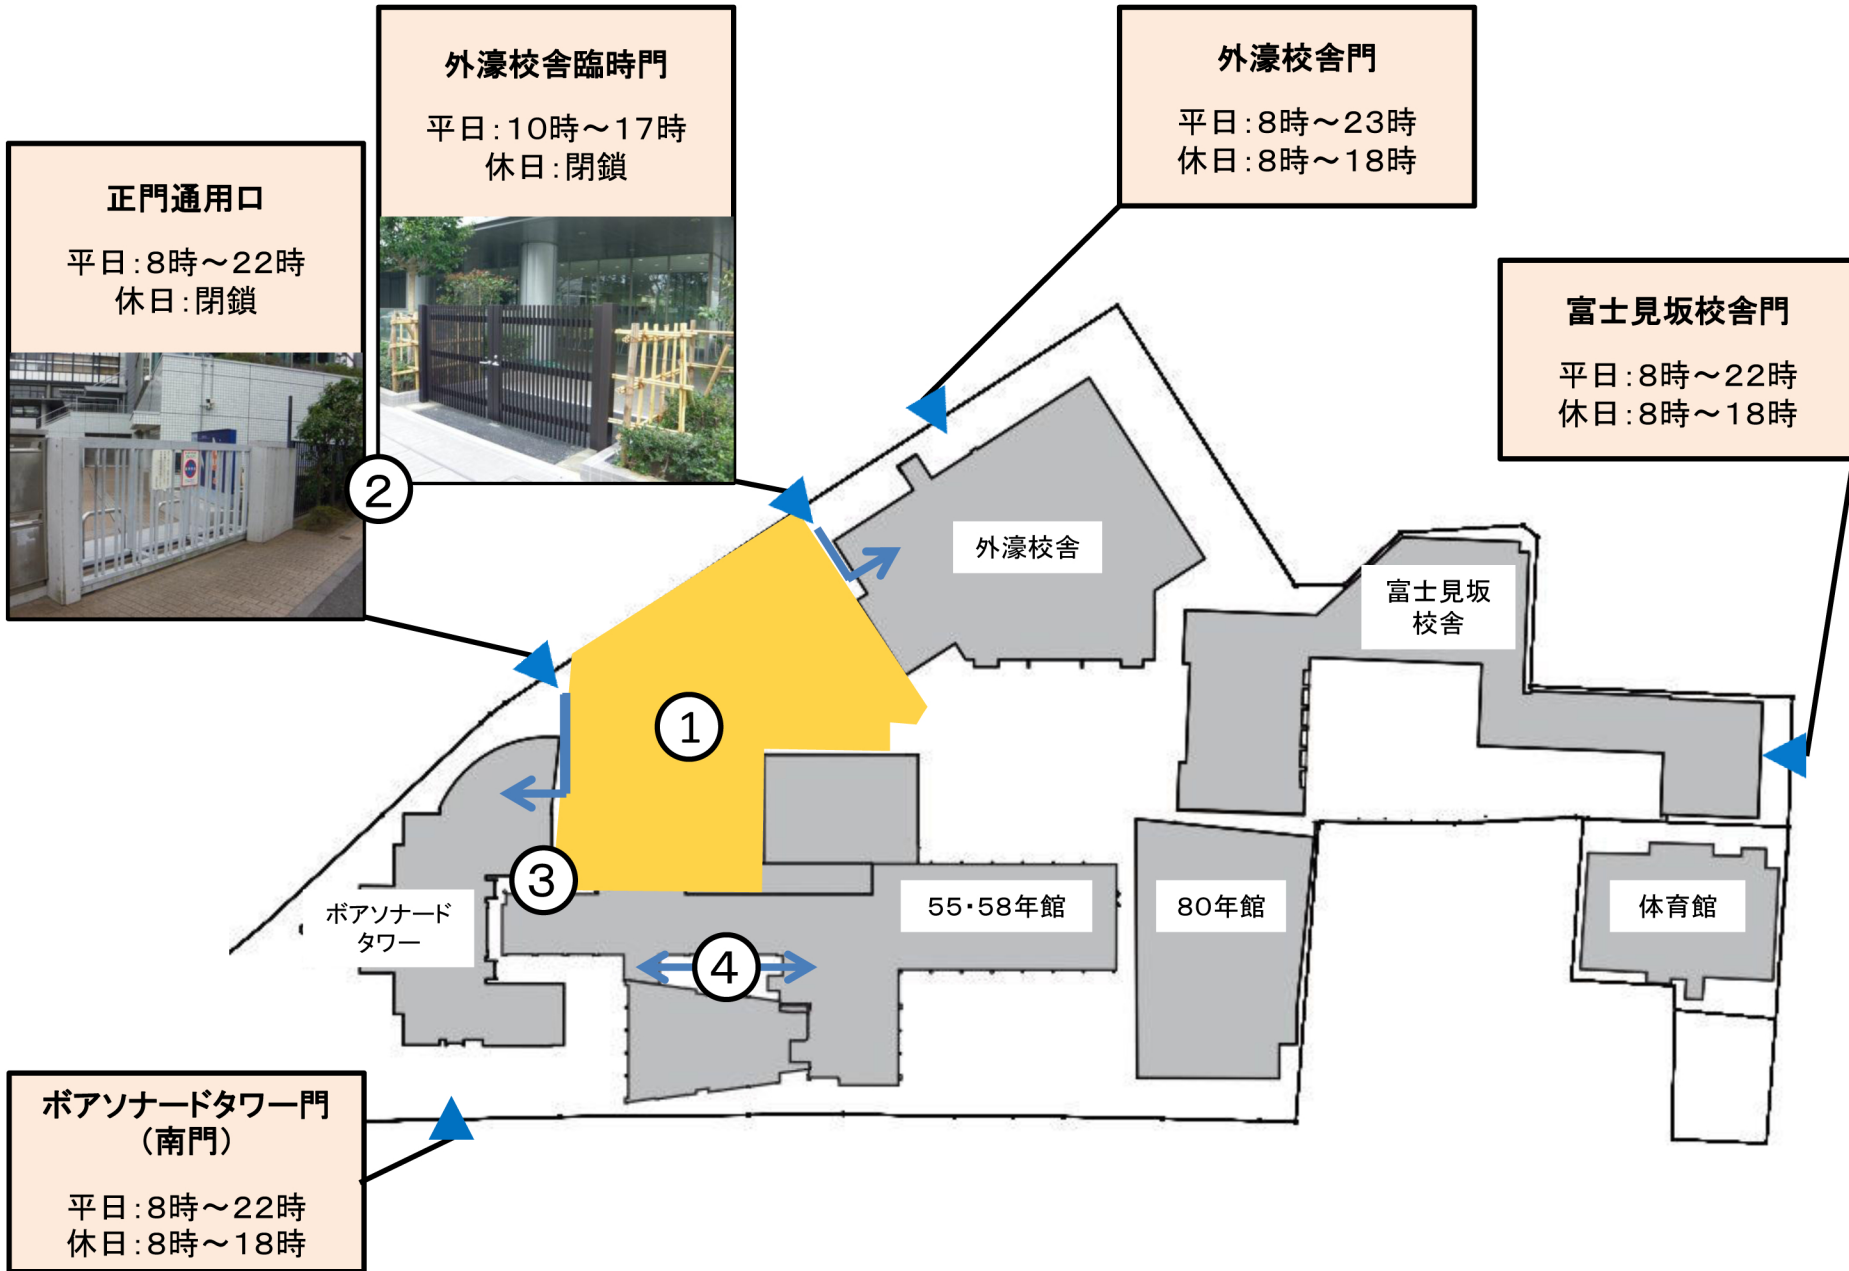 外濠校舎臨時門
平日:10時～17時
休日:閉鎖
外濠校舎門
平日:8時～23時
休日:8時～18時
正門通用口
平日:8時～22時
休日:閉鎖
富士見坂校舎門
平日:8時～22時
休日:8時～18時
②
外濠校舎
富士見坂
校舎
①
③
ボアソナード
タワー
55・58年館
80年館
体育館
④
ボアソナードタワー門
（南門）
平日:8時～22時
休日:8時～18時